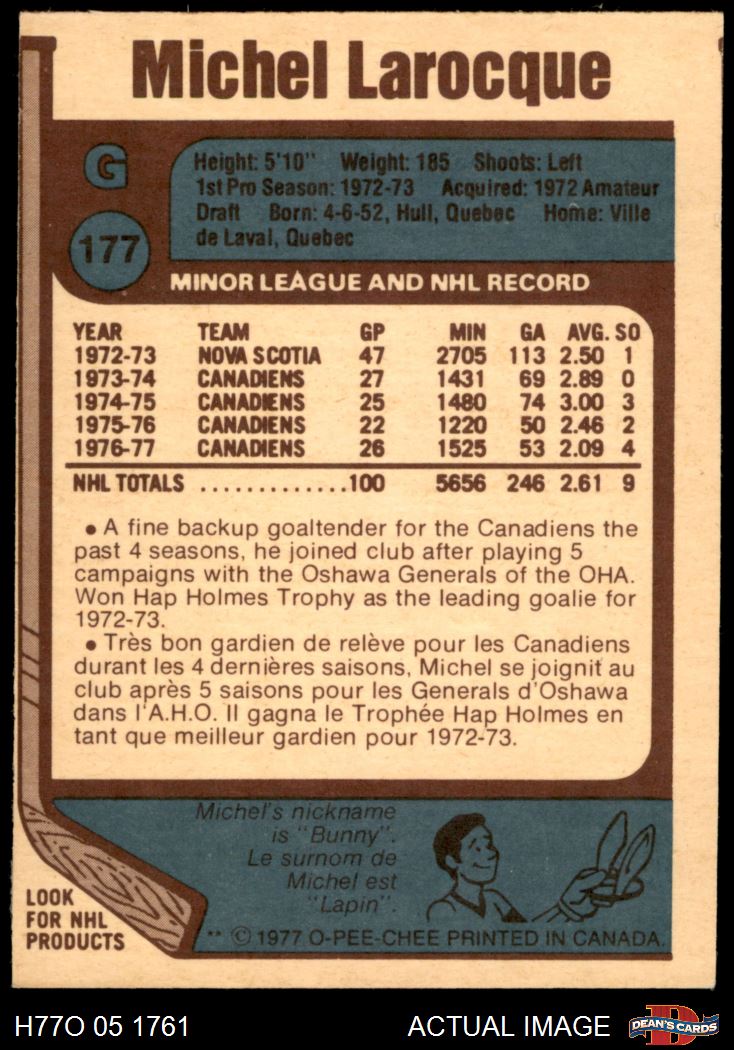 Michel Larocque
G
177
Height: 5'10" Weight: 185 Shoots: Left
1st Pro Season: 1972-73 Acquired: 1972 Amateur
Draft Born: 4-6-52, Hull, Quebec Home: Ville
de Laval, Quebec
MINOR LEAGUE AND NHL RECORD
YEAR TEAM GP MIN GA AVG. SO
1972-73 NOVA SCOTIA 47 2705 113 2.50 1
1973-74 CANADIENS 27 1431 69 2.89 0
1974-75 CANADIENS 25 1480 74 3.00 3
1975-76 CANADIENS 22 1220 50 2.46 2
1976-77 CANADIENS 26 1525 53 2.09 4
NHL TOTALS .............100 5656 246 2.61 9
• A fine backup goaltender for the Canadiens the
past 4 seasons, he joined club after playing 5
campaigns with the Oshawa Generals of the OHA.
Won Hap Holmes Trophy as the leading goalie for
1972-73.
• Très bon gardien de relève pour les Canadiens
durant les 4 dernières saisons, Michel se joignit au
club après 5 saisons pour les Generals d'Oshawa
dans l'A.H.O. Il gagna le Trophée Hap Holmes en
tant que meilleur gardien pour 1972-73.
Michel's nickname
is "Bunny".
Le surnom de
Michel est
"Lapin".
LOOK
FOR NHL
PRODUCTS
** © 1977 O-PEE-CHEE PRINTED IN CANADA.
H77O 05 1761 ACTUAL IMAGE
D
DEAN'S CARDS